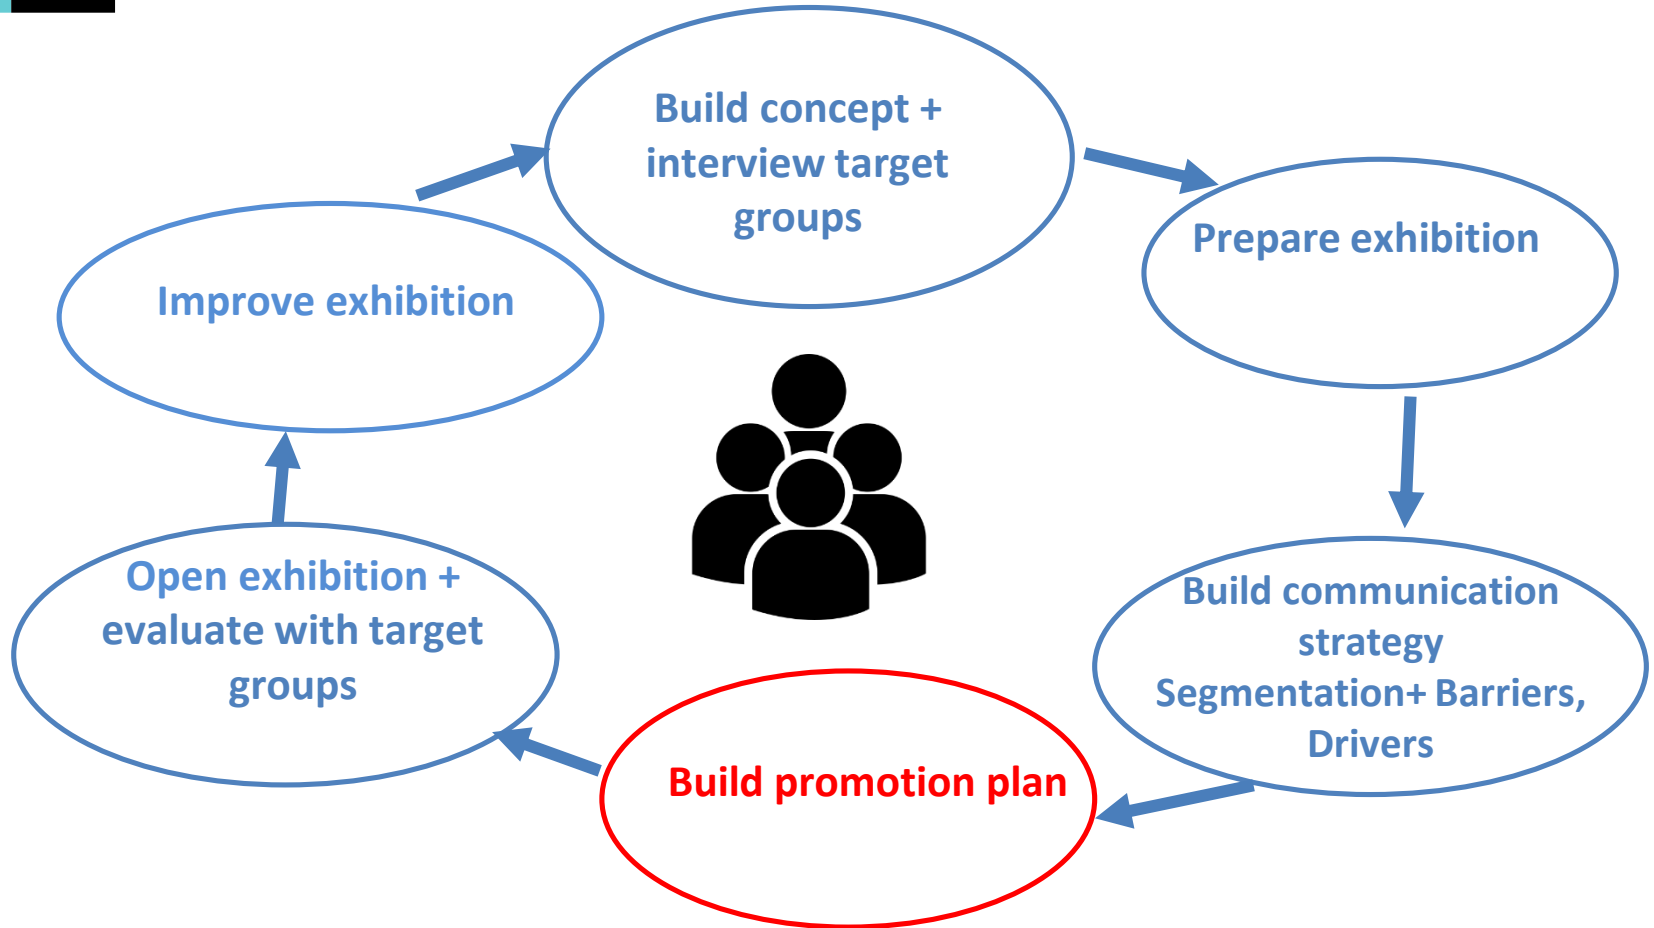 Build concept +
interview target
groups
Prepare exhibition
Improve exhibition
Open exhibition +
evaluate with target
groups
Build communication
strategy
Segmentation+ Barriers,
Drivers
Build promotion plan